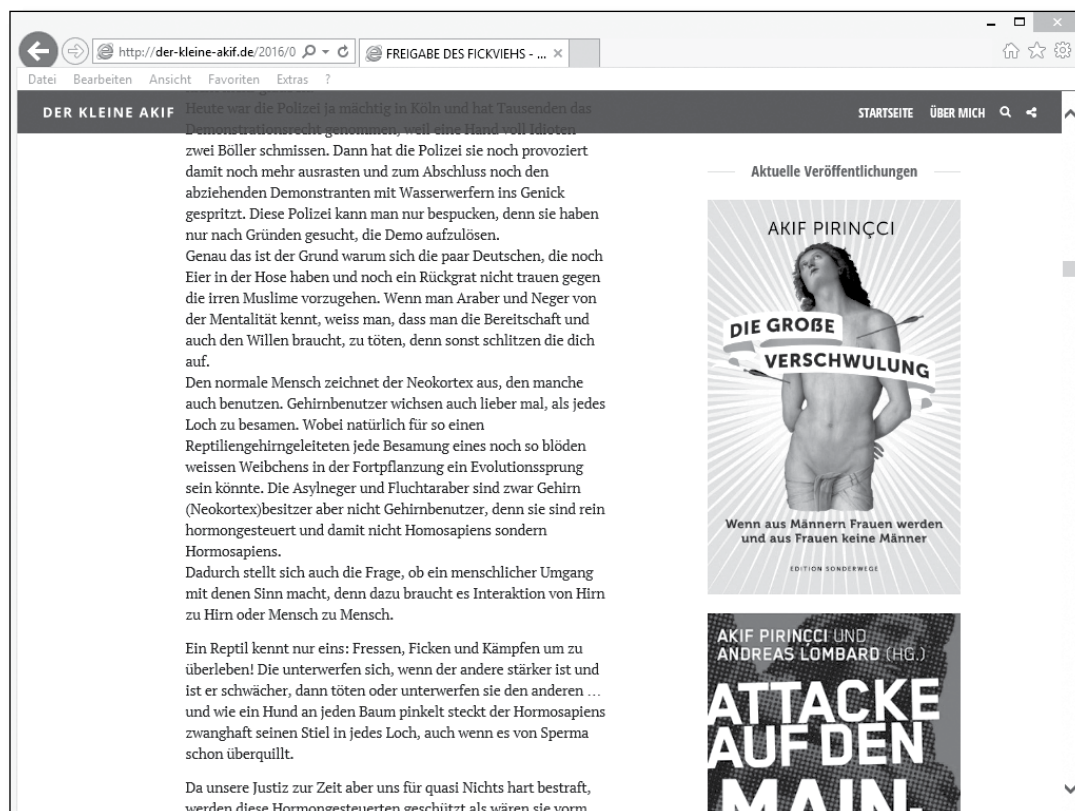 http://der-kleine-akif.de/2016/0
FREIGABE DES FICKVIEHS - ...
Datei Bearbeiten Ansicht Favoriten Extras ?
DER KLEINE AKIF
STARTSEITE ÜBER MICH
Heute war die Polizei ja mächtig in Köln und hat Tausenden das
Demonstrationsrecht genommen, weil eine Hand voll Idioten
zwei Böller schmissen. Dann hat die Polizei sie noch provoziert
damit noch mehr ausrasten und zum Abschluss noch den
abziehenden Demonstranten mit Wasserwerfern ins Genick
gespritzt. Diese Polizei kann man nur bespucken, denn sie haben
nur nach Gründen gesucht, die Demo aufzulösen.
Genau das ist der Grund warum sich die paar Deutschen, die noch
Eier in der Hose haben und noch ein Rückgrat nicht trauen gegen
die irren Muslime vorzugehen. Wenn man Araber und Neger von
der Mentalität kennt, weiss man, dass man die Bereitschaft und
auch den Willen braucht, zu töten, denn sonst schlitzen die dich
auf.
Den normale Mensch zeichnet der Neokortex aus, den manche
auch benutzen. Gehirnbenutzer wichsen auch lieber mal, als jedes
Loch zu besamen. Wobei natürlich für so einen
Reptiliengehirngeleiteten jede Besamung eines noch so blöden
weissen Weibchens in der Fortpflanzung ein Evolutionssprung
sein könnte. Die Asylneger und Fluchtaraber sind zwar Gehirn
(Neokortex)besitzer aber nicht Gehirnbenutzer, denn sie sind rein
hormongesteuert und damit nicht Homosapiens sondern
Hormosapiens.
Dadurch stellt sich auch die Frage, ob ein menschlicher Umgang
mit denen Sinn macht, denn dazu braucht es Interaktion von Hirn
zu Hirn oder Mensch zu Mensch.
Ein Reptil kennt nur eins: Fressen, Ficken und Kämpfen um zu
überleben! Die unterwerfen sich, wenn der andere stärker ist und
ist er schwächer, dann töten oder unterwerfen sie den anderen …
und wie ein Hund an jeden Baum pinkelt steckt der Hormosapiens
zwanghaft seinen Stiel in jedes Loch, auch wenn es von Sperma
schon überquillt.
Da unsere Justiz zur Zeit aber uns für quasi Nichts hart bestraft,
werden diese Hormongesteuerten geschützt als wären sie vorm
Aktuelle Veröffentlichungen
AKIF PIRINÇCI
DIE GROßE
VERSCHWULUNG
Wenn aus Männern Frauen werden
und aus Frauen keine Männer
EDITION SONDERWEGE
AKIF PIRINÇCI UND
ANDREAS LOMBARD (HG.)
ATTACKE
AUF DEN
MAIN-